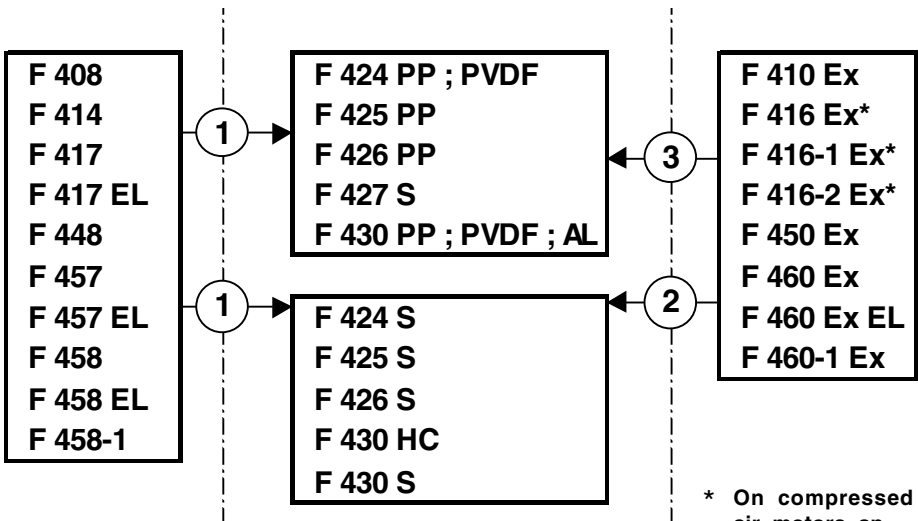 F 408
F 414
F 417
F 417 EL
F 448
F 457
F 457 EL
F 458
F 458 EL
F 458-1
1
1
F 424 PP ; PVDF
F 425 PP
F 426 PP
F 427 S
F 430 PP ; PVDF ; AL
F 424 S
F 425 S
F 426 S
F 430 HC
F 430 S
3
2
F 410 Ex
F 416 Ex*
F 416-1 Ex*
F 416-2 Ex*
F 450 Ex
F 460 Ex
F 460 Ex EL
F 460-1 Ex
* On compressed
air motors an